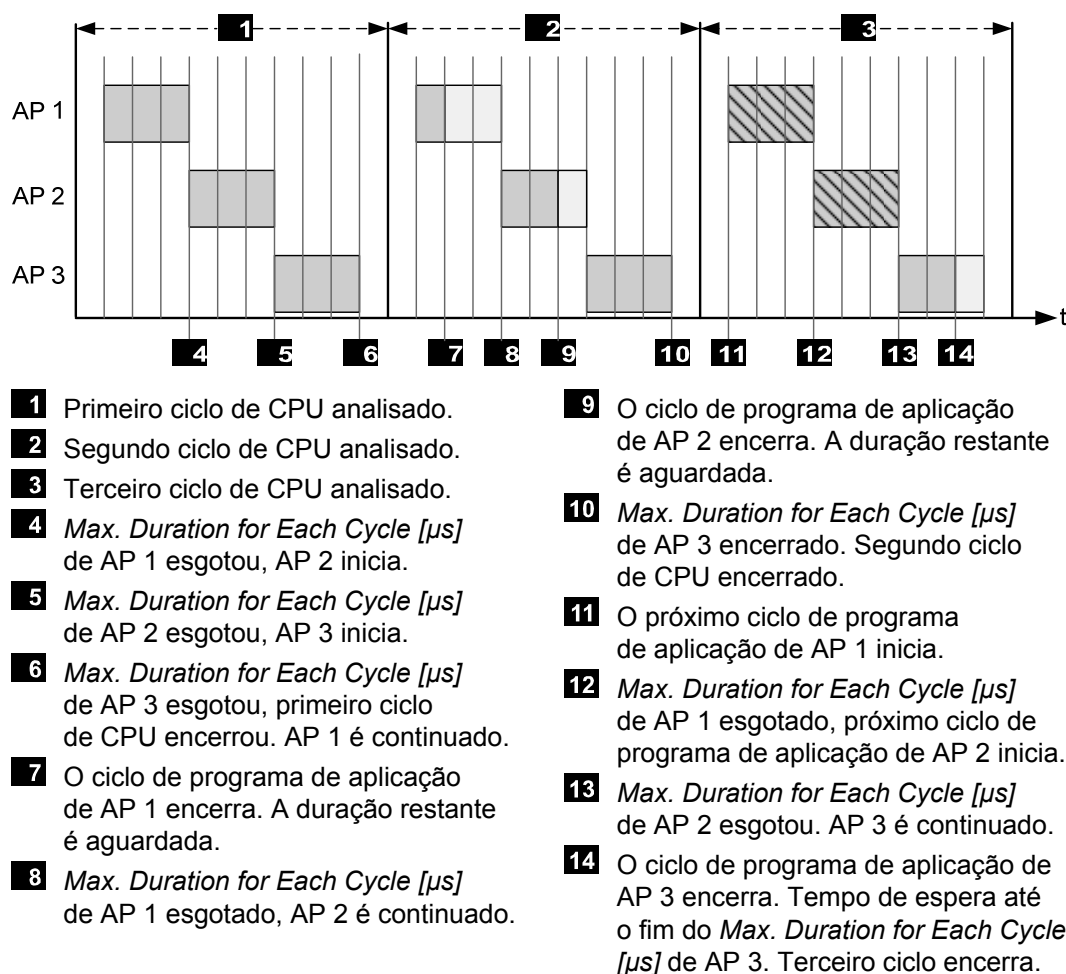 1 2 3
AP 1
AP 2
AP 3
t
4 5 6 7 8 9 10 11 12 13 14
1 Primeiro ciclo de CPU analisado.
2 Segundo ciclo de CPU analisado.
3 Terceiro ciclo de CPU analisado.
4 Max. Duration for Each Cycle [µs]
de AP 1 esgotou, AP 2 inicia.
5 Max. Duration for Each Cycle [µs]
de AP 2 esgotou, AP 3 inicia.
6 Max. Duration for Each Cycle [µs]
de AP 3 esgotou, primeiro ciclo
de CPU encerrou. AP 1 é continuado.
7 O ciclo de programa de aplicação
de AP 1 encerra. A duração restante
é aguardada.
8 Max. Duration for Each Cycle [µs]
de AP 1 esgotado, AP 2 é continuado.
9 O ciclo de programa de aplicação
de AP 2 encerra. A duração restante
é aguardada.
10 Max. Duration for Each Cycle [µs]
de AP 3 encerrado. Segundo ciclo
de CPU encerrado.
11 O próximo ciclo de programa
de aplicação de AP 1 inicia.
12 Max. Duration for Each Cycle [µs]
de AP 1 esgotado, próximo ciclo de
programa de aplicação de AP 2 inicia.
13 Max. Duration for Each Cycle [µs]
de AP 2 esgotou. AP 3 é continuado.
14 O ciclo de programa de aplicação de
AP 3 encerra. Tempo de espera até
o fim do Max. Duration for Each Cycle
[µs] de AP 3. Terceiro ciclo encerra.